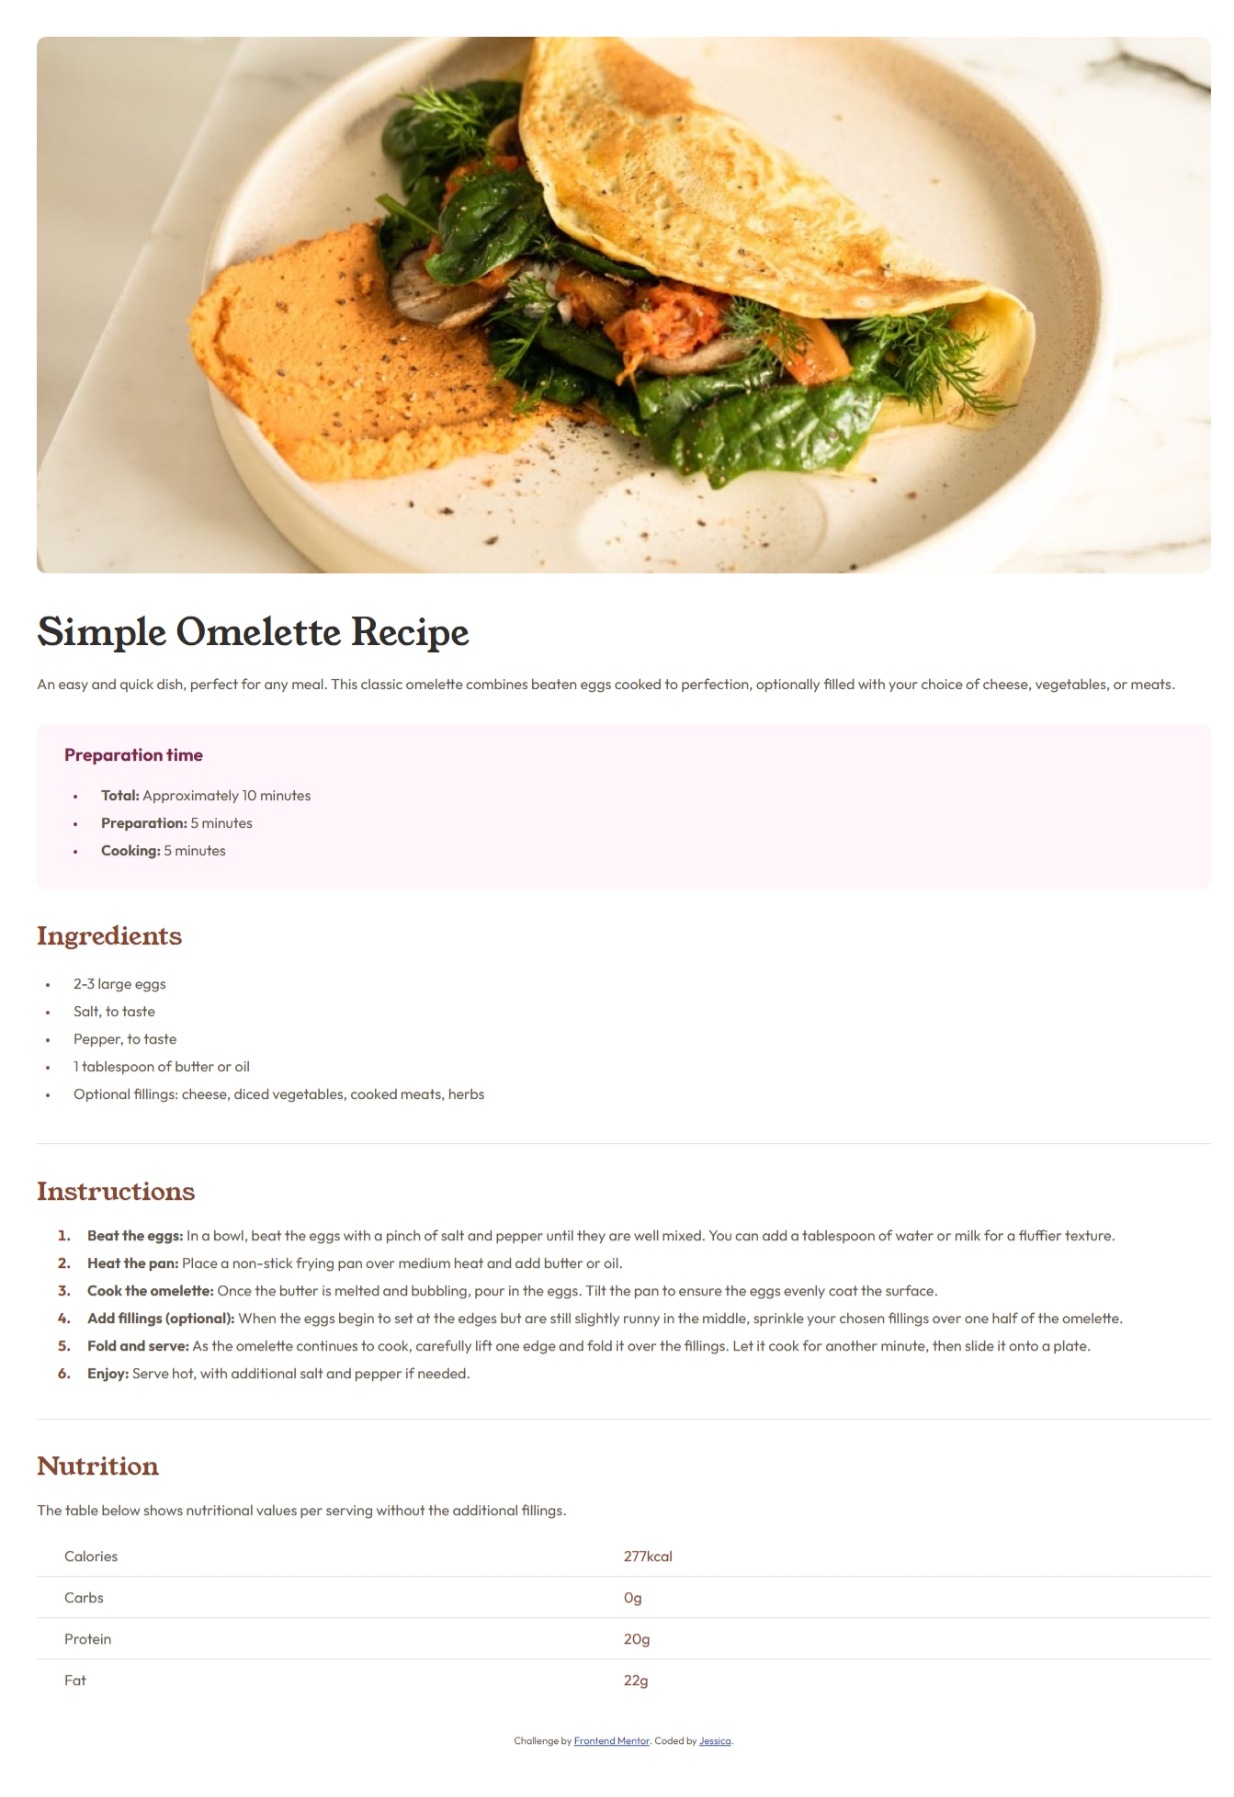 Simple Omelette Recipe
An easy and quick dish, perfect for any meal. This classic omelette combines beaten eggs cooked to perfection, optionally filled with your choice of cheese, vegetables, or meats.
Preparation time
• Total: Approximately 10 minutes
• Preparation: 5 minutes
• Cooking: 5 minutes
Ingredients
• 2-3 large eggs
• Salt, to taste
• Pepper, to taste
• 1 tablespoon of butter or oil
• Optional fillings: cheese, diced vegetables, cooked meats, herbs
Instructions
1. Beat the eggs: In a bowl, beat the eggs with a pinch of salt and pepper until they are well mixed. You can add a tablespoon of water or milk for a fluffier texture.
2. Heat the pan: Place a non-stick frying pan over medium heat and add butter or oil.
3. Cook the omelette: Once the butter is melted and bubbling, pour in the eggs. Tilt the pan to ensure the eggs evenly coat the surface.
4. Add fillings (optional): When the eggs begin to set at the edges but are still slightly runny in the middle, sprinkle your chosen fillings over one half of the omelette.
5. Fold and serve: As the omelette continues to cook, carefully lift one edge and fold it over the fillings. Let it cook for another minute, then slide it onto a plate.
6. Enjoy: Serve hot, with additional salt and pepper if needed.
Nutrition
The table below shows nutritional values per serving without the additional fillings.
Calories 277kcal
Carbs 0g
Protein 20g
Fat 22g
Challenge by Frontend Mentor. Coded by Jessica.